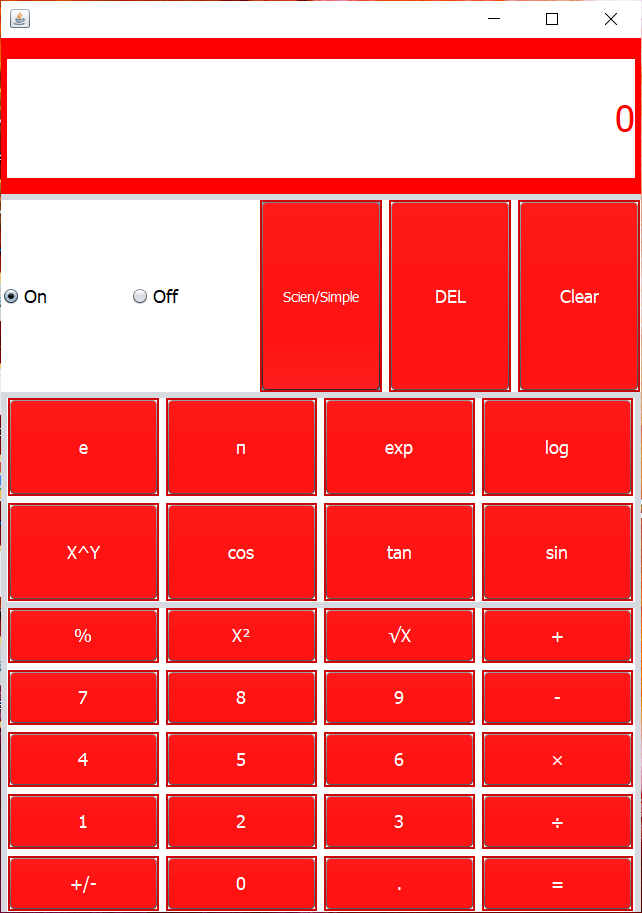 0
On Off Scien/Simple DEL Clear
e п exp log
X^Y cos tan sin
% X² √X +
7 8 9 -
4 5 6 ×
1 2 3 ÷
+/- 0 . =